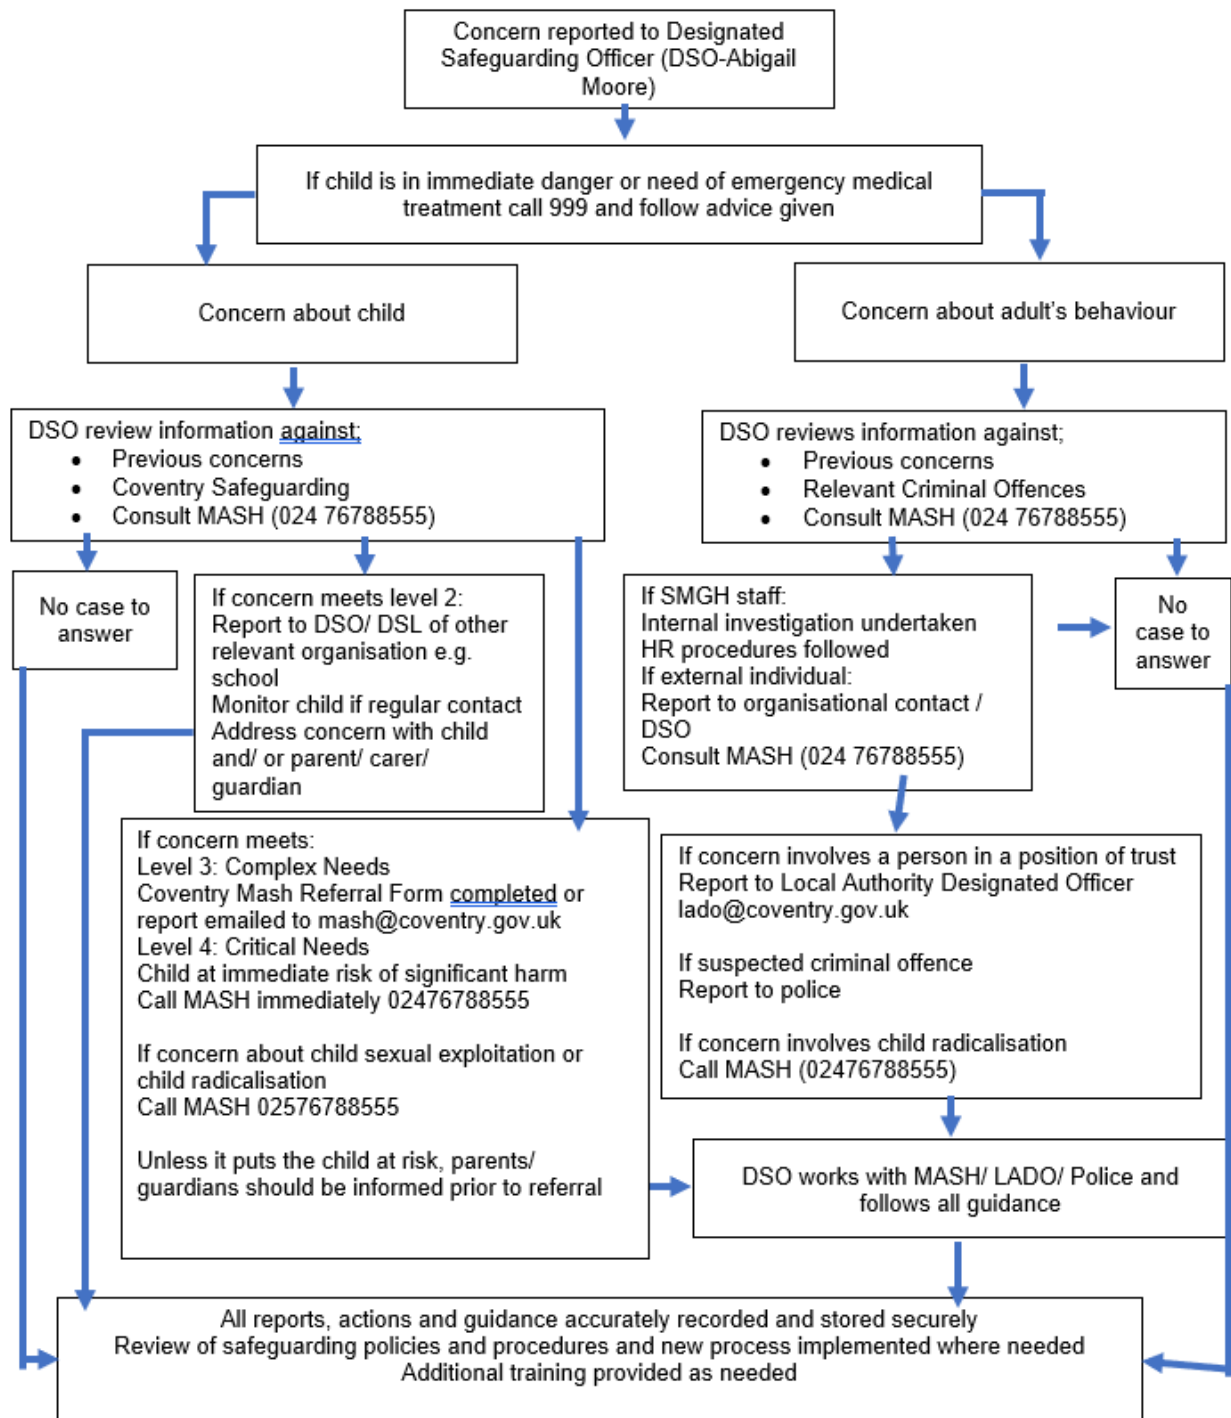 Concern reported to Designated
Safeguarding Officer (DSO-Abigail
Moore)
If child is in immediate danger or need of emergency medical
treatment call 999 and follow advice given
Concern about child
Concern about adult's behaviour
DSO review information against;
• Previous concerns
• Coventry Safeguarding
• Consult MASH (024 76788555)
DSO reviews information against;
• Previous concerns
• Relevant Criminal Offences
• Consult MASH (024 76788555)
No case to
answer
If concern meets level 2:
Report to DSO/ DSL of other
relevant organisation e.g.
school
Monitor child if regular contact
Address concern with child
and/ or parent/ carer/
guardian
If SMGH staff:
Internal investigation undertaken
HR procedures followed
If external individual:
Report to organisational contact /
DSO
Consult MASH (024 76788555)
No
case to
answer
If concern meets:
Level 3: Complex Needs
Coventry Mash Referral Form completed or
report emailed to mash@coventry.gov.uk
Level 4: Critical Needs
Child at immediate risk of significant harm
Call MASH immediately 02476788555
If concern about child sexual exploitation or
child radicalisation
Call MASH 02576788555
Unless it puts the child at risk, parents/
guardians should be informed prior to referral
If concern involves a person in a position of trust
Report to Local Authority Designated Officer
lado@coventry.gov.uk
If suspected criminal offence
Report to police
If concern involves child radicalisation
Call MASH (02476788555)
DSO works with MASH/ LADO/ Police and
follows all guidance
All reports, actions and guidance accurately recorded and stored securely
Review of safeguarding policies and procedures and new process implemented where needed
Additional training provided as needed